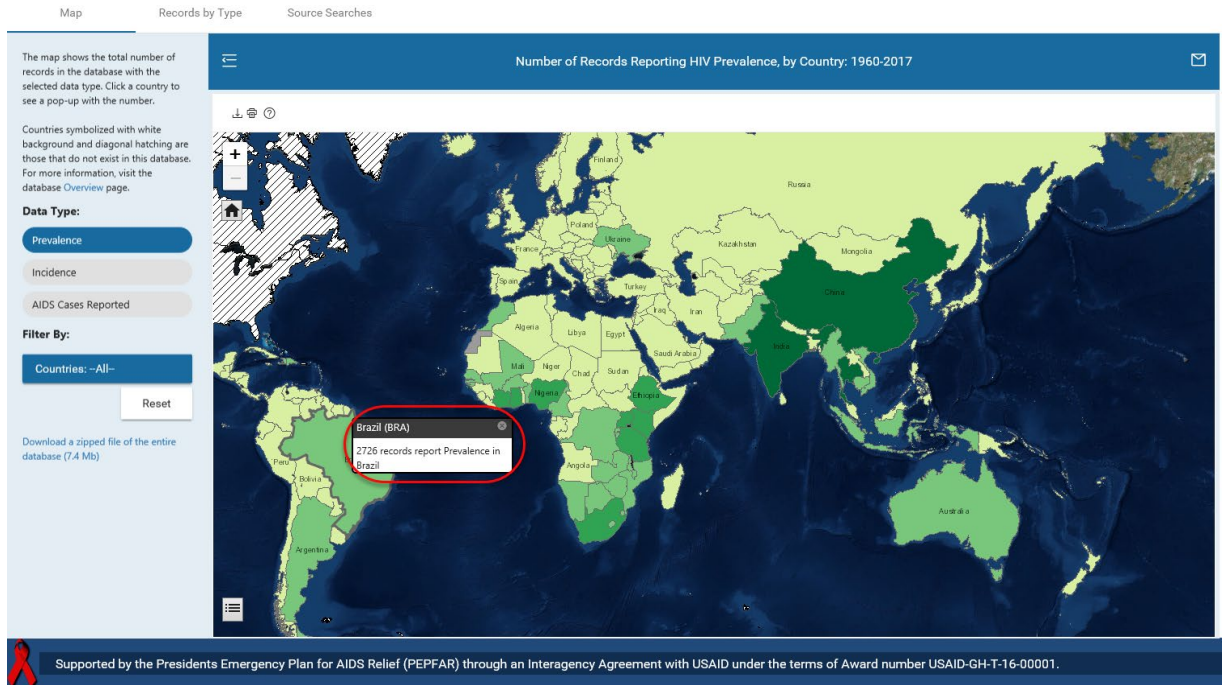 Map
Records by Type
Source Searches
The map shows the total number of
records in the database with the
selected data type. Click a country to
see a pop-up with the number.
Countries symbolized with white
background and diagonal hatching are
those that do not exist in this database.
For more information, visit the
database Overview page.
Data Type:
Prevalence
Incidence
AIDS Cases Reported
Filter By:
Countries: --All--
Reset
Download a zipped file of the entire
database (7.4 Mb)
Number of Records Reporting HIV Prevalence, by Country: 1960-2017
+
Finland
Russia
Poland
Ukraine
France
Kazakhstan
Mongolia
Spain
Turkey
China
Iraq
Iran
Algeria
Libya
Egypt
Saudi Arabia
India
Mali
Niger
Chad
Sudan
Nigeria
Ethiopia
Brazil (BRA)
2726 records report Prevalence in
Brazil
Peru
Bolivia
Angola
Australia
Argentina
Supported by the Presidents Emergency Plan for AIDS Relief (PEPFAR) through an Interagency Agreement with USAID under the terms of Award number USAID-GH-T-16-00001.